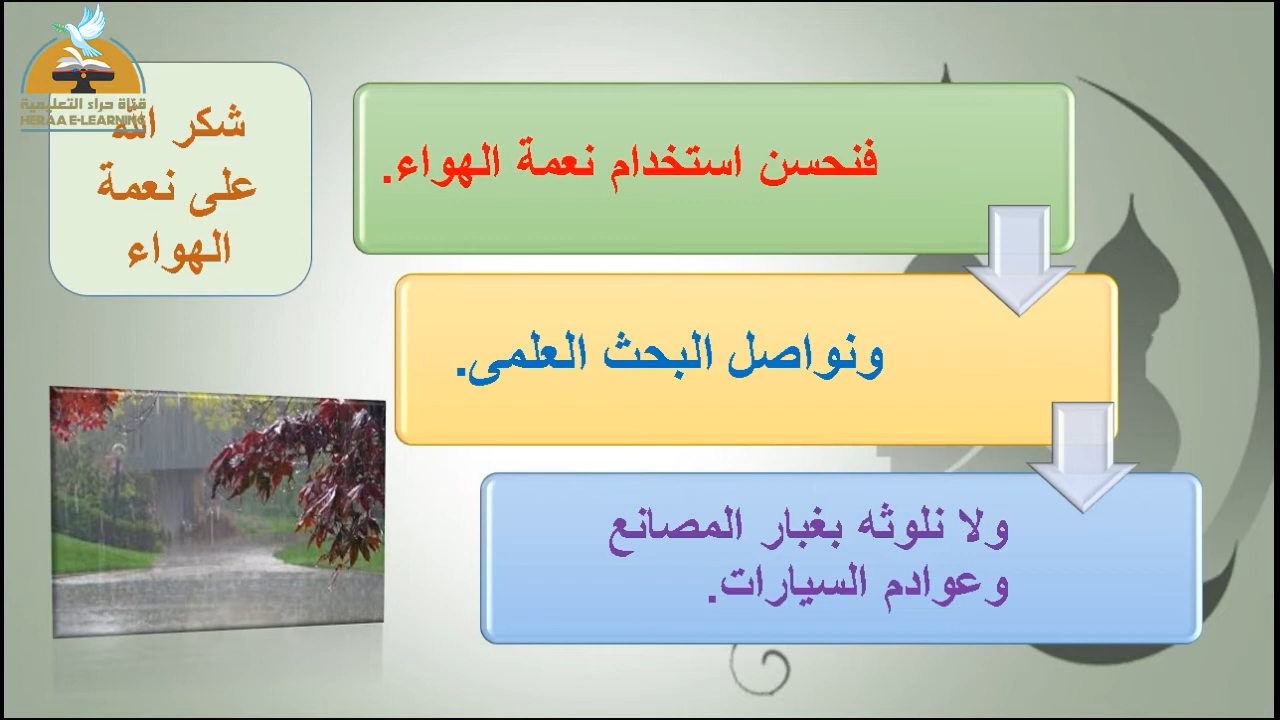 قناة حراء التعليمية
HERAA E-LEARNING
شكر الله
على نعمة
الهواء
فنحسن استخدام نعمة الهواء.
ونواصل البحث العلمى.
ولا نلوثه بغبار المصانع
وعوادم السيارات.